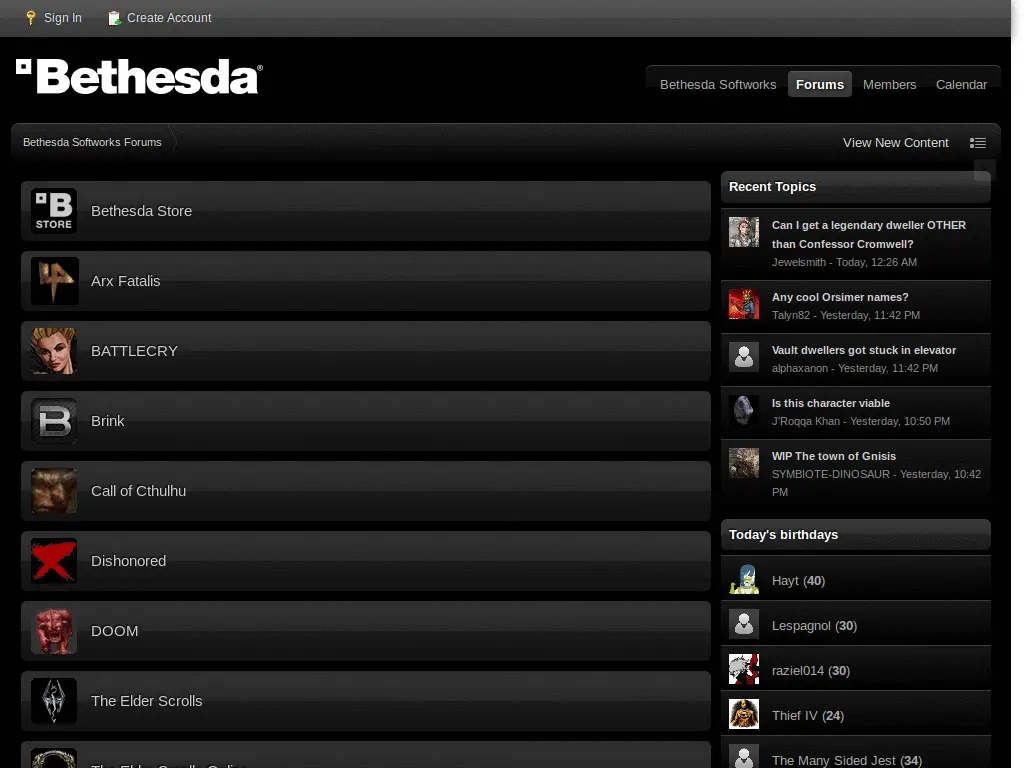 Sign In
Create Account
Bethesda®
Bethesda Softworks
Forums
Members
Calendar
Bethesda Softworks Forums
View New Content
B
STORE
Bethesda Store
Arx Fatalis
BATTLECRY
B
Brink
Call of Cthulhu
Dishonored
DOOM
The Elder Scrolls
The Elder Scrolls Online
Recent Topics
Can I get a legendary dweller OTHER
than Confessor Cromwell?
Jewelsmith - Today, 12:26 AM
Any cool Orsimer names?
Talyn82 - Yesterday, 11:42 PM
Vault dwellers got stuck in elevator
alphaxanon - Yesterday, 11:42 PM
Is this character viable
J'Roqqa Khan - Yesterday, 10:50 PM
WIP The town of Gnisis
SYMBIOTE-DINOSAUR - Yesterday, 10:42
PM
Today's birthdays
Hayt (40)
Lespagnol (30)
raziel014 (30)
Thief IV (24)
The Many Sided Jest (34)